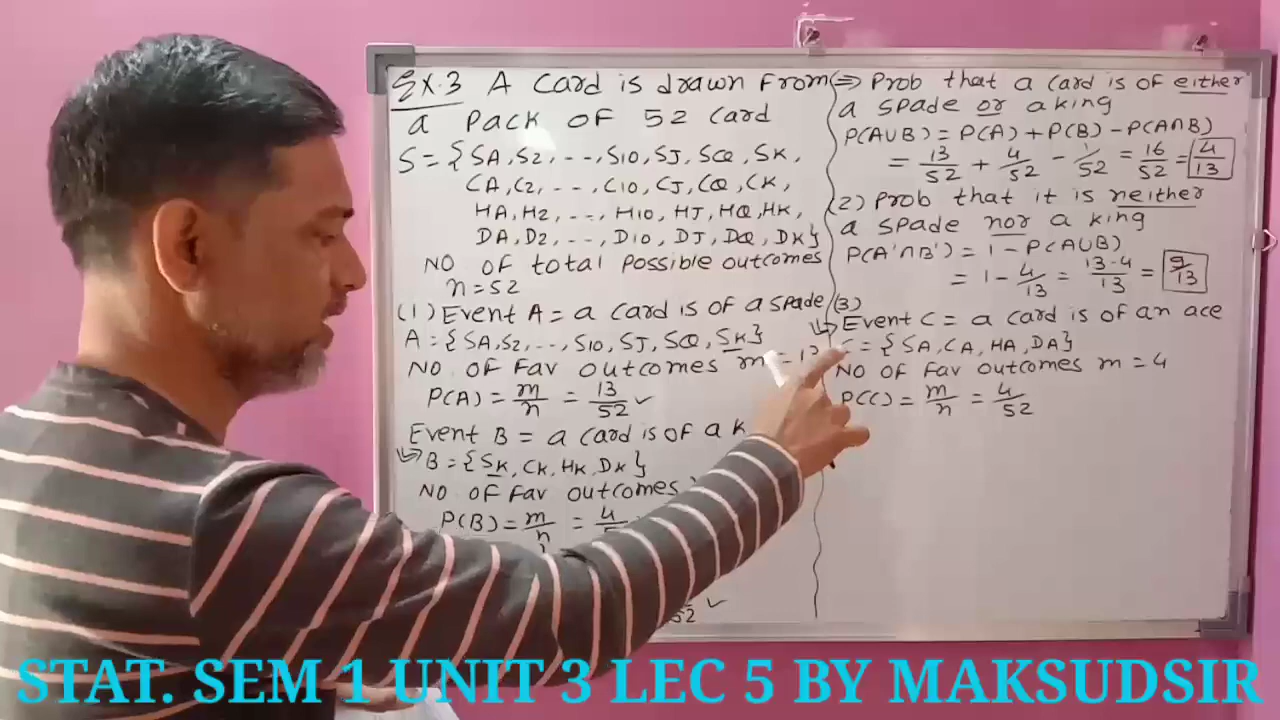 Ex.3 A card is drawn from
a pack of 52 card
S = {SA, S2, ..., S10, SJ, SQ, SK,
CA, C2, ..., C10, CJ, CQ, CK,
HA, H2, ..., H10, HJ, HQ, HK,
DA, D2, ..., D10, DJ, DQ, DK}
NO of total possible outcomes
n = 52
(1) Event A = a card is of a spade
A = {SA, S2, ..., S10, SJ, SQ, SK}
NO of Fav outcomes m = 13
P(A) = m/n = 13/52 ✓
Event B = a card is of a K
↳ B = {SK, CK, HK, DK}
NO of Fav outcomes
P(B) = m/n = 4/
52 ✓
⇒ Prob that a card is of either
a spade or a king
P(A∪B) = P(A) + P(B) - P(A∩B)
= 13/52 + 4/52 - 1/52 = 16/52 = 4/13
(2) Prob that it is neither
a spade nor a king
P(A'∩B') = 1 - P(A∪B)
= 1 - 4/13 = 13-4/13 = 9/13
(3)
↳ Event C = a card is of an ace
C = {SA, CA, HA, DA}
NO of Fav outcomes m = 4
P(C) = m/n = 4/52
STAT. SEM 1 UNIT 3 LEC 5 BY MAKSUDSIR